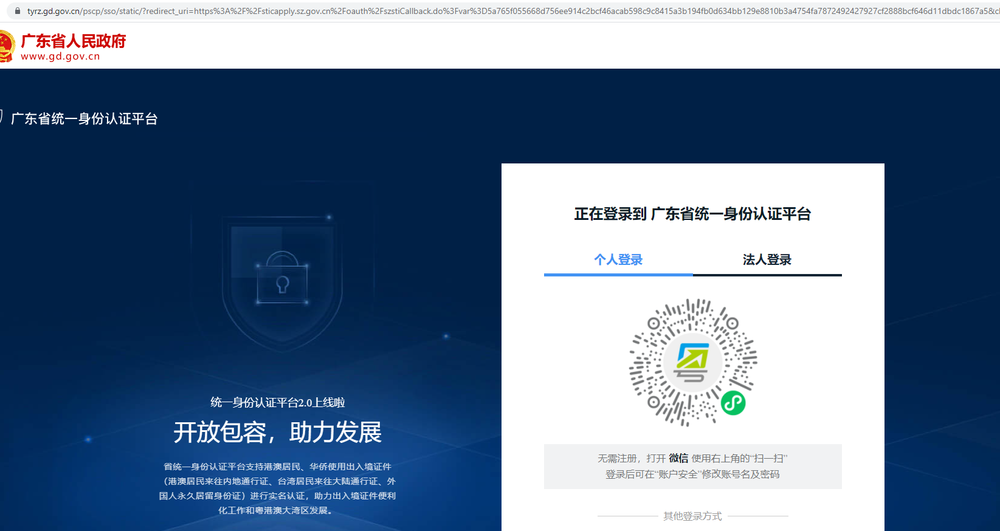 tyrz.gd.gov.cn/pscp/sso/static/?redirect_uri=https%3A%2F%2Fsticapply.sz.gov.cn%2Foauth%2FszstiCallback.do%3Fvar%3D5a765f055668d756ee914c2bcf46acab598c9c8415a3b194fb0d634bb129e8810b3a4754fa7872492427927cf2888bcf646d11dbdc1867a5&cl
广东省人民政府
www.gd.gov.cn
广东省统一身份认证平台
正在登录到 广东省统一身份认证平台
个人登录 法人登录
无需注册，打开 微信 使用右上角的“扫一扫”
登录后可在“账户安全”修改账号名及密码
其他登录方式
统一身份认证平台2.0上线啦
开放包容，助力发展
省统一身份认证平台支持港澳居民、华侨使用出入境证件
（港澳居民来往内地通行证、台湾居民来往大陆通行证、外
国人永久居留身份证）进行实名认证，助力出入境证件便利
化工作和粤港澳大湾区发展。